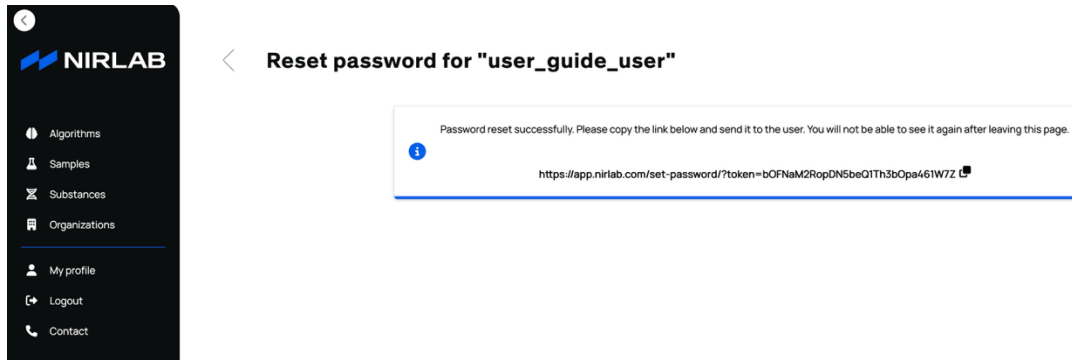 NIRLAB
Algorithms
Samples
Substances
Organizations
My profile
Logout
Contact
Reset password for "user_guide_user"
Password reset successfully. Please copy the link below and send it to the user. You will not be able to see it again after leaving this page.
https://app.nirlab.com/set-password/?token=bOFNaM2RopDN5beQ1Th3bOpa461W7Z